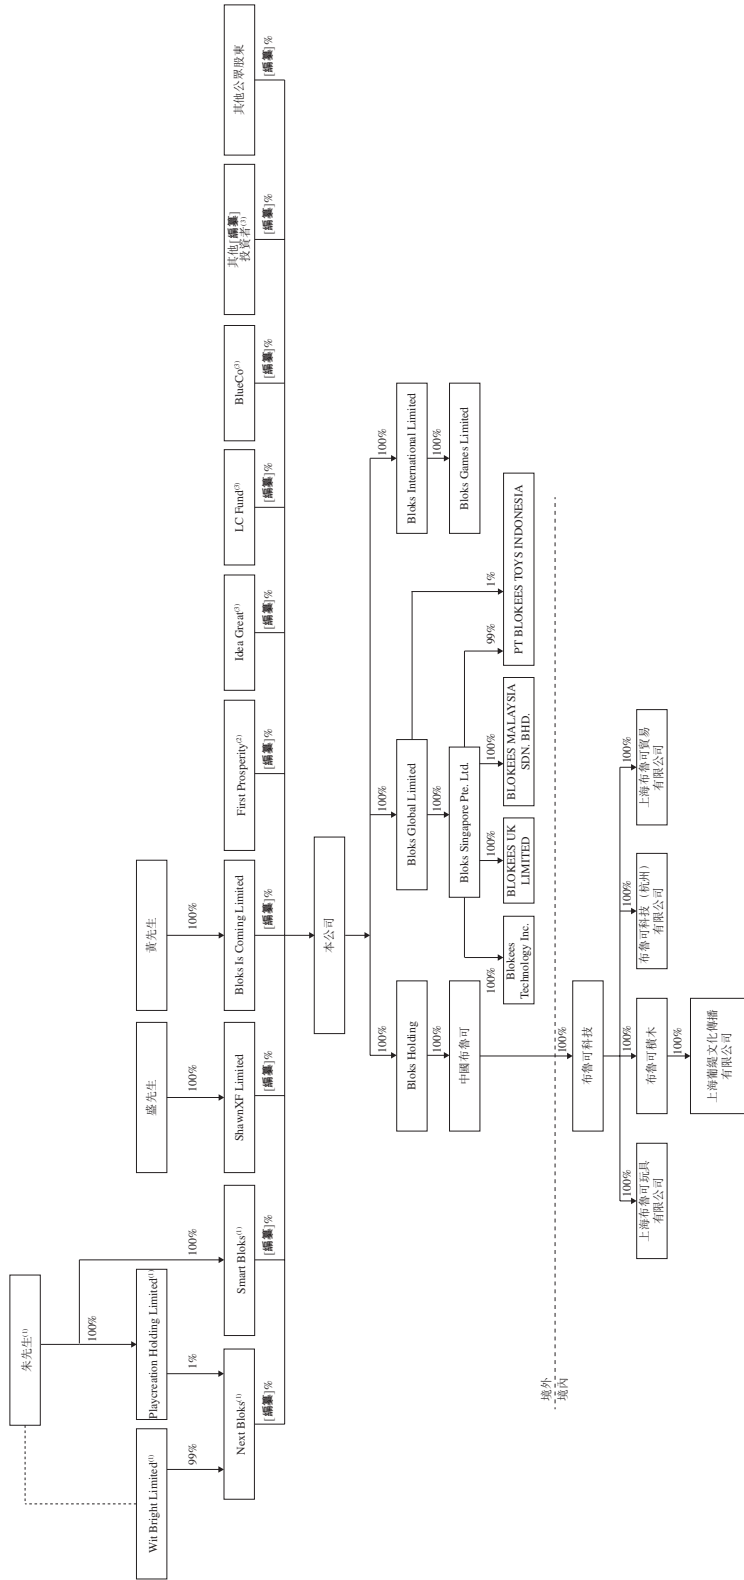 朱先生(1)
100%
100%
Wit Bright Limited(1)
Playcreation Holding Limited(1)
盛先生
黃先生
99%
1%
100%
100%
Next Bloks(1)
Smart Bloks(1)
ShawnXF Limited
Bloks Is Coming Limited
First Prosperity(2)
Idea Great(3)
LC Fund(3)
BlueCo(3)
其他[編纂]
投資者(3)
其他公眾股東
[編纂]%
[編纂]%
[編纂]%
[編纂]%
[編纂]%
[編纂]%
[編纂]%
[編纂]%
[編纂]%
[編纂]%
本公司
100%
100%
100%
Bloks Holding
Bloks Global Limited
Bloks International Limited
100%
100%
100%
中國布魯可
Bloks Singapore Pte. Ltd.
Bloks Games Limited
100%
100%
100%
99%
1%
Blokees
Technology Inc.
BLOKEES UK
LIMITED
BLOKEES MALAYSIA
SDN. BHD.
PT BLOKEES TOYS INDONESIA
境外
境內
100%
布魯可科技
100%
100%
100%
100%
上海布魯可玩具
有限公司
布魯可積木
布魯可科技（杭州）
有限公司
上海布魯可貿易
有限公司
100%
上海葡緹文化傳播
有限公司